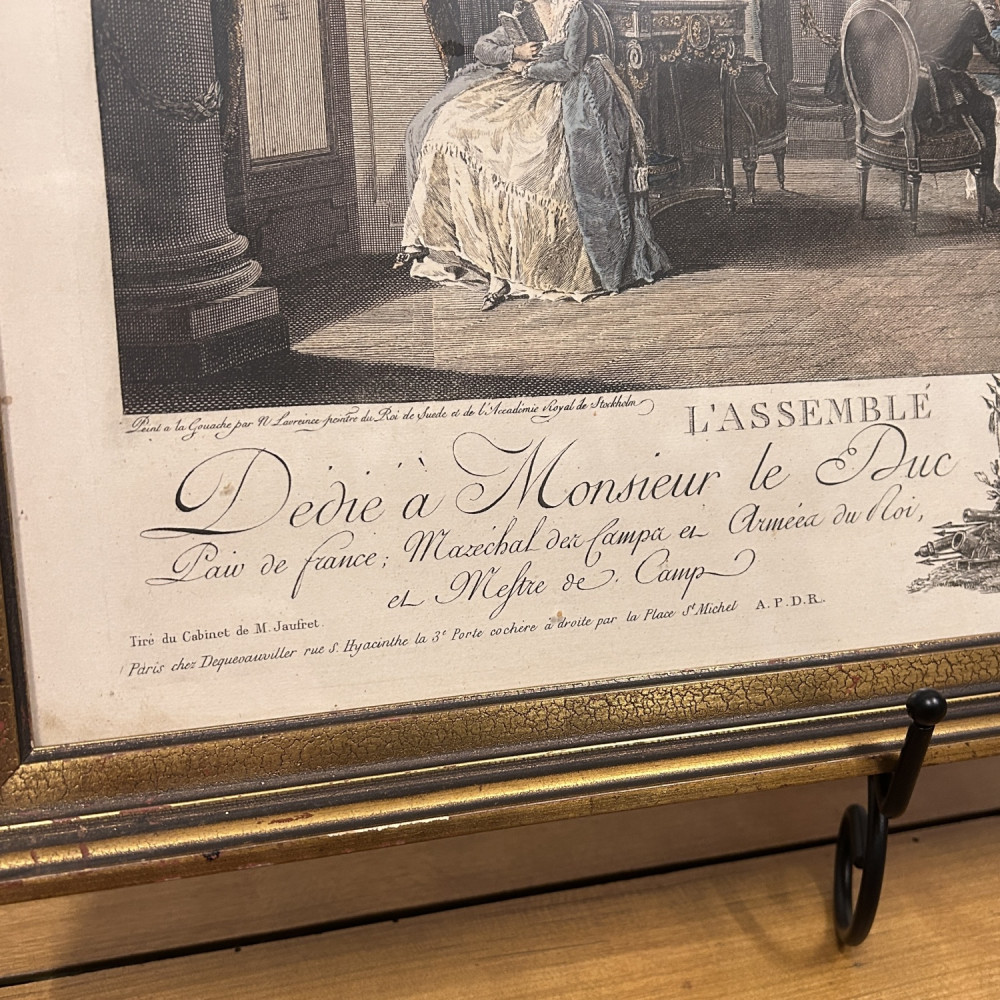 Peint a la Gouache par N Lavreince peintre du Roi de Suede et de l'Académie Royal de Stockholm
L'ASSEMBLÉ
Dedié à Monsieur le Duc
Pair de france; Maréchal des Camps et Armées du Roi,
et Mestre de Camp
Tiré du Cabinet de M. Jaufret.
Paris chez Dequevauviller rue S. Hyacinthe la 3e Porte cochère à droite par la Place St Michel A.P.D.R.